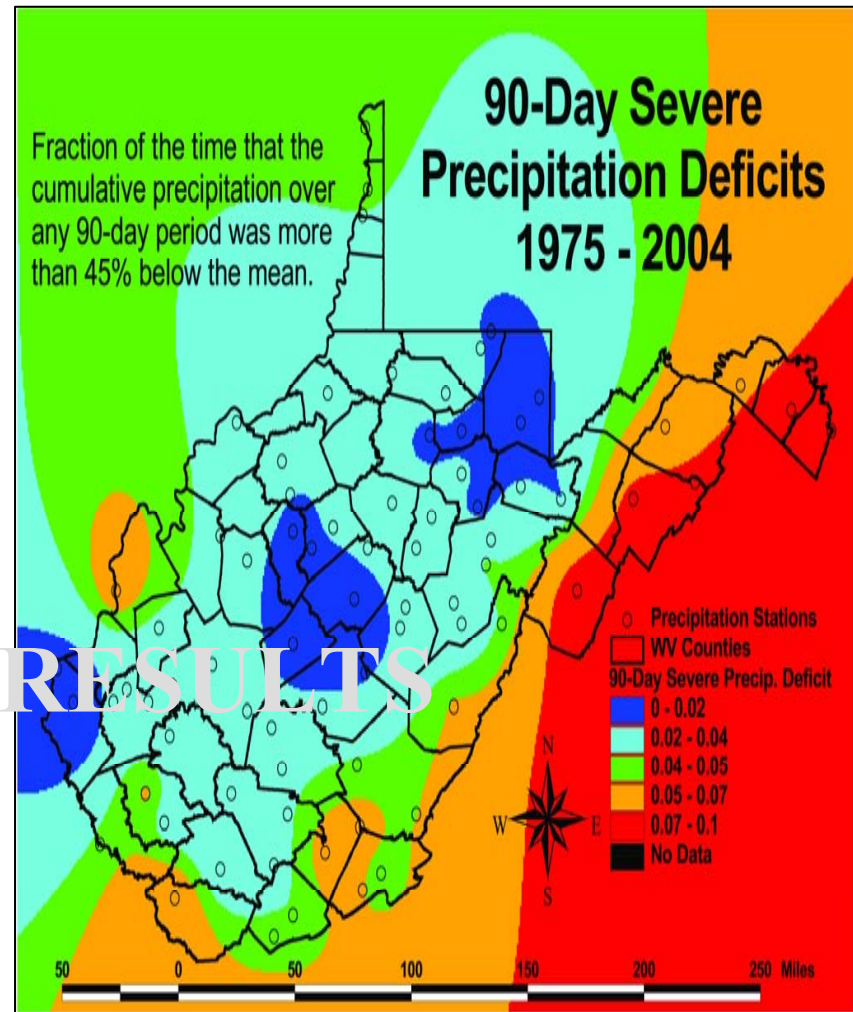 90-Day Severe
Precipitation Deficits
1975 - 2004
Fraction of the time that the
cumulative precipitation over
any 90-day period was more
than 45% below the mean.
RESULTS
Precipitation Stations
WV Counties
90-Day Severe Precip. Deficit
0 - 0.02
0.02 - 0.04
0.04 - 0.05
0.05 - 0.07
0.07 - 0.1
No Data
N
W E
S
50 0 50 100 150 200 250 Miles